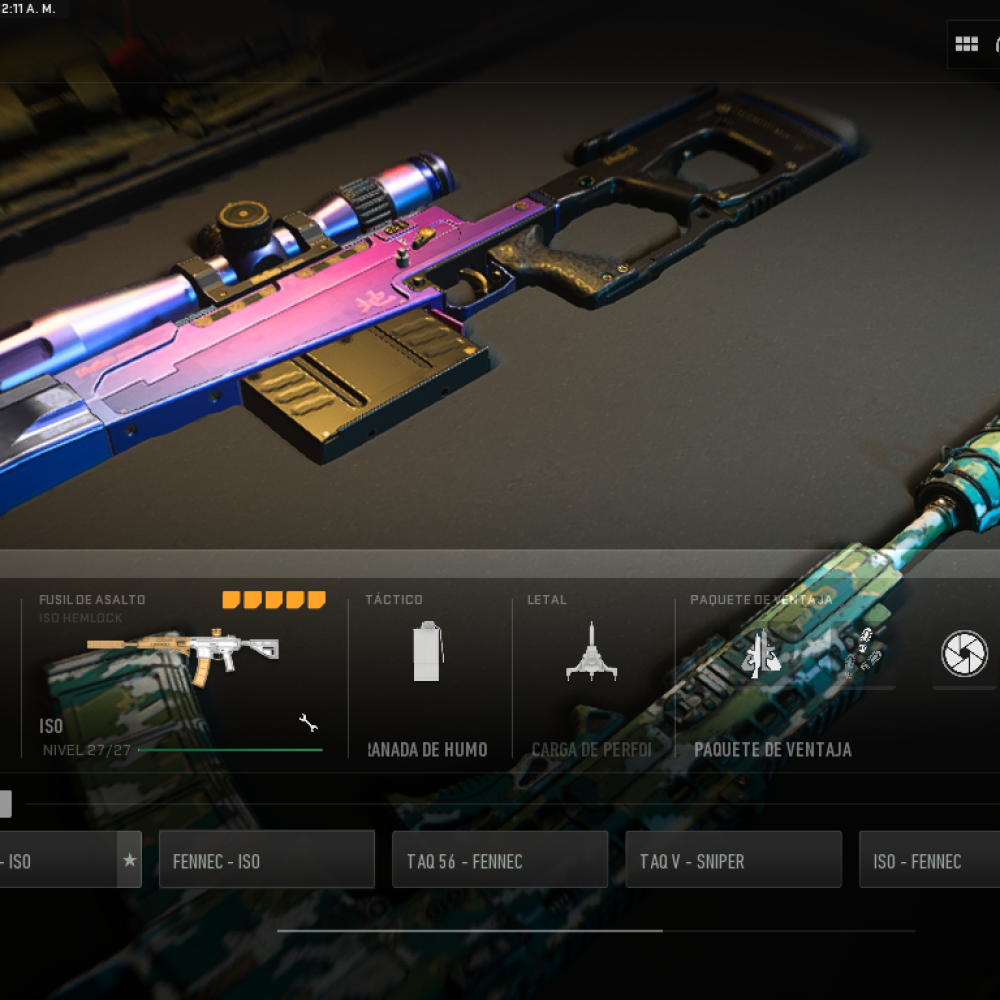 2:11 A. M.
FUSIL DE ASALTO
ISO HEMLOCK
TÁCTICO
LETAL
PAQUETE DE VENTAJA
ISO
NIVEL 27/27
ANADA DE HUMO
CARGA DE PERFO
PAQUETE DE VENTAJA
- ISO
FENNEC - ISO
TAQ 56 - FENNEC
TAQ V - SNIPER
ISO - FENNEC
地